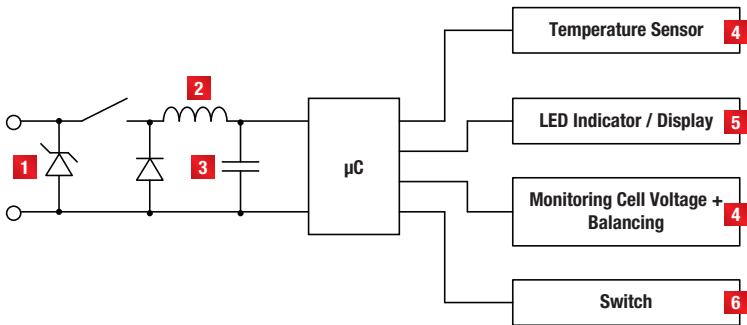 Temperature Sensor 4
2
LED Indicator / Display 5
1
3
µC
Monitoring Cell Voltage +
Balancing
4
Switch 6